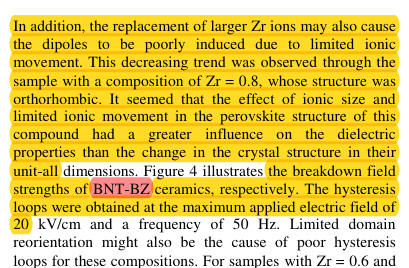 In addition, the replacement of larger Zr ions may also cause
the dipoles to be poorly induced due to limited ionic
movement. This decreasing trend was observed through the
sample with a composition of Zr = 0.8, whose structure was
orthorhombic. It seemed that the effect of ionic size and
limited ionic movement in the perovskite structure of this
compound had a greater influence on the dielectric
properties than the change in the crystal structure in their
unit-all dimensions. Figure 4 illustrates the breakdown field
strengths of BNT-BZ ceramics, respectively. The hysteresis
loops were obtained at the maximum applied electric field of
20 kV/cm and a frequency of 50 Hz. Limited domain
reorientation might also be the cause of poor hysteresis
loops for these compositions. For samples with Zr = 0.6 and